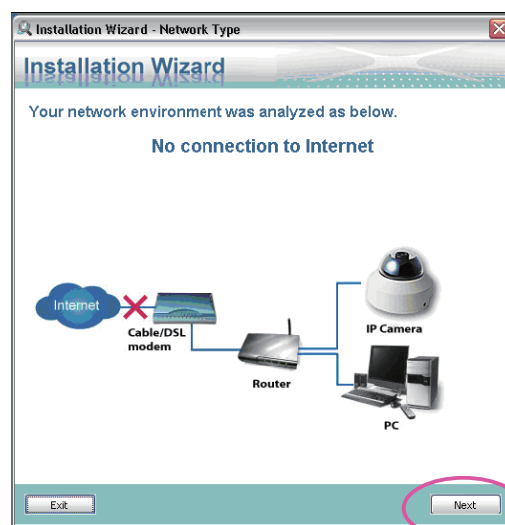 Installation Wizard - Network Type
Installation Wizard
Your network environment was analyzed as below.
No connection to Internet
Internet
Cable/DSL
modem
Router
IP Camera
PC
Exit
Next